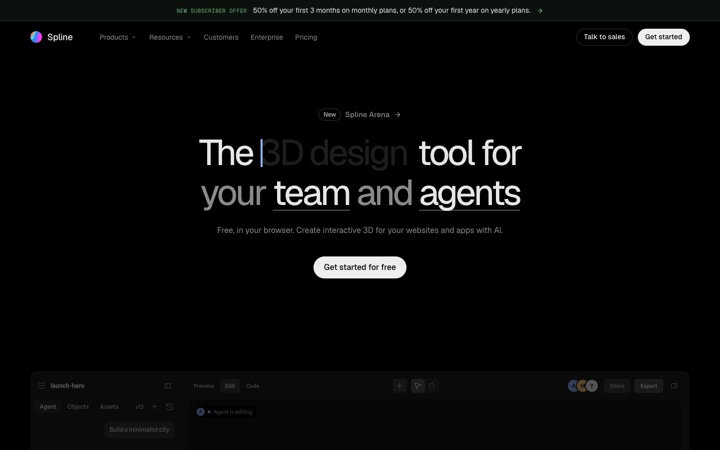 NEW SUBSCRIBER OFFER 50% off your first 3 months on monthly plans, or 50% off your first year on yearly plans. →
Spline Products Resources Customers Enterprise Pricing Talk to sales Get started
New Spline Arena →
The 3D design tool for
your team and agents
Free, in your browser. Create interactive 3D for your websites and apps with AI.
Get started for free
launch-hero Preview Edit Code Share Export
Agent Objects Assets
Agent is editing
Build a minimalist city